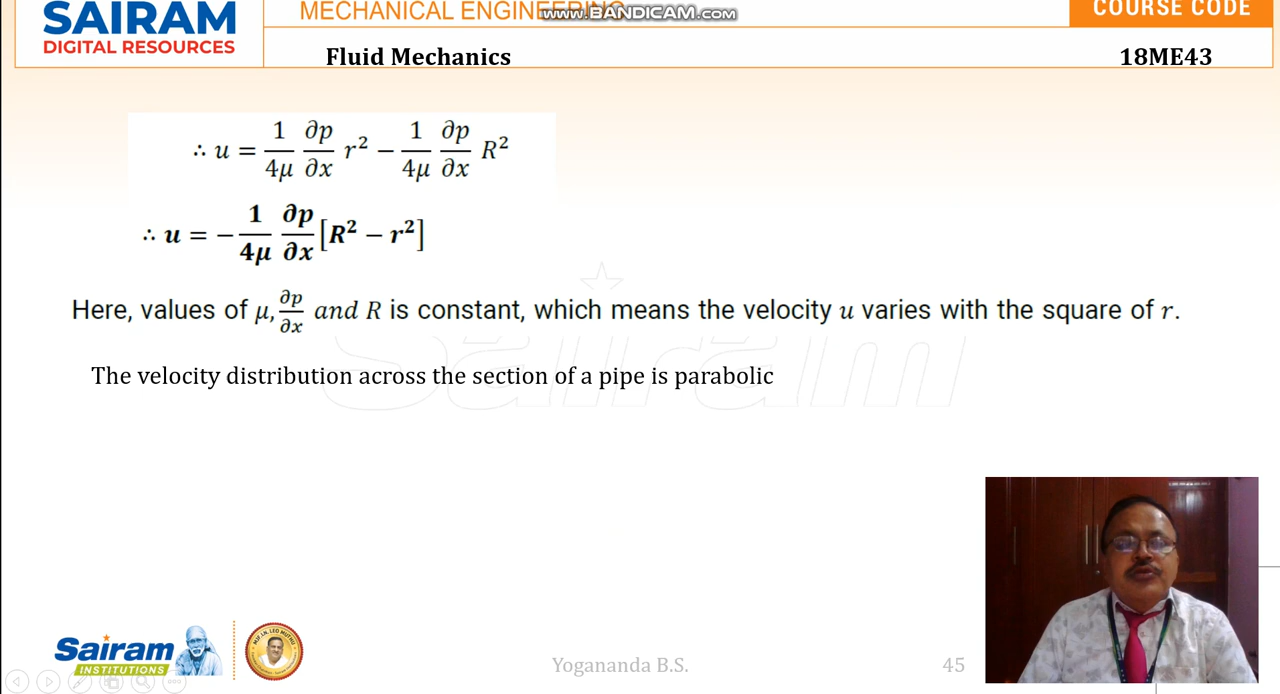 SAIRAM
DIGITAL RESOURCES
MECHANICAL ENGINEERING
www.BANDICAM.com
COURSE CODE
Fluid Mechanics
18ME43
∴ u = 1/4μ ∂p/∂x r² − 1/4μ ∂p/∂x R²
∴ u = − 1/4μ ∂p/∂x [R² − r²]
Here, values of μ, ∂p/∂x and R is constant, which means the velocity u varies with the square of r.
Sairam
The velocity distribution across the section of a pipe is parabolic
Sairam
INSTITUTIONS
Yogananda B.S.
45